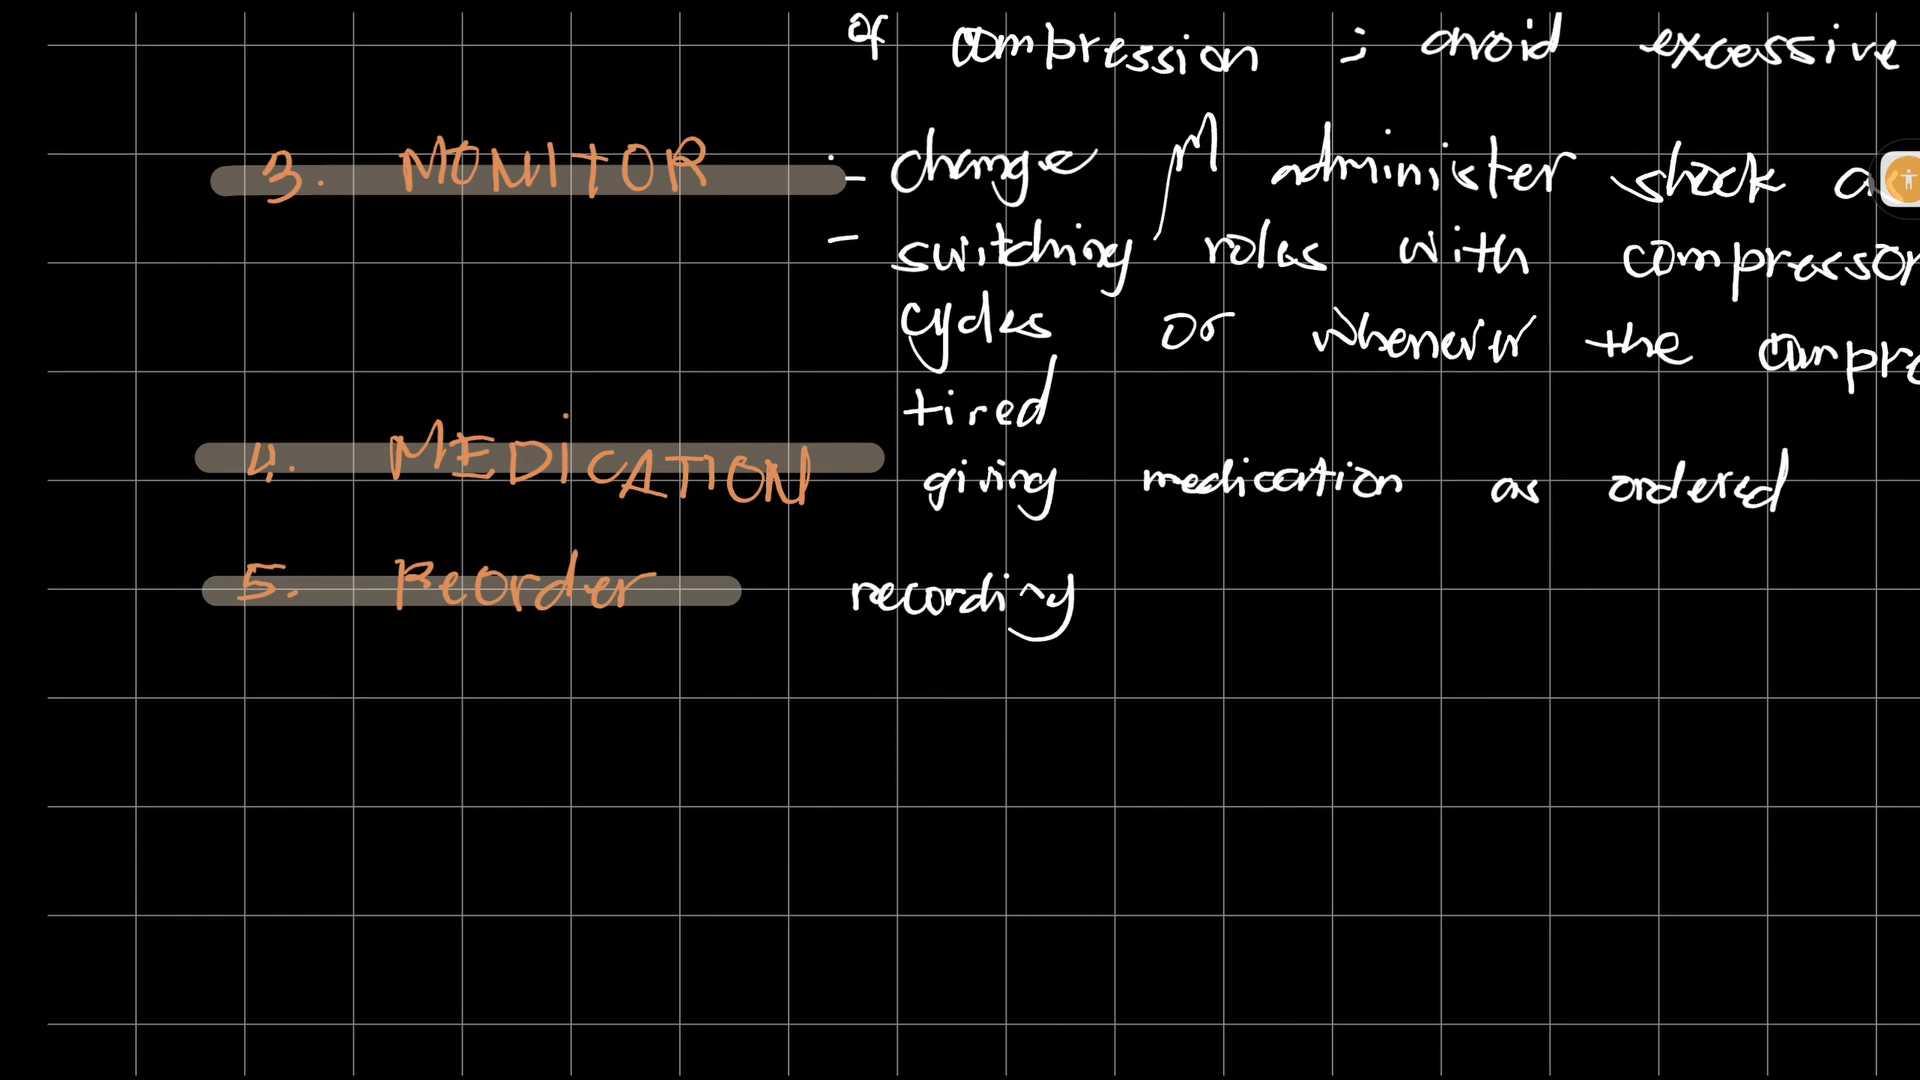 of compression ; avoid excessive
3. MONITOR - change administer shock
- switching roles with compressor
cycles or whenever the compre
tired
4. MEDICATION giving medication as ordered
5. Reorder recording